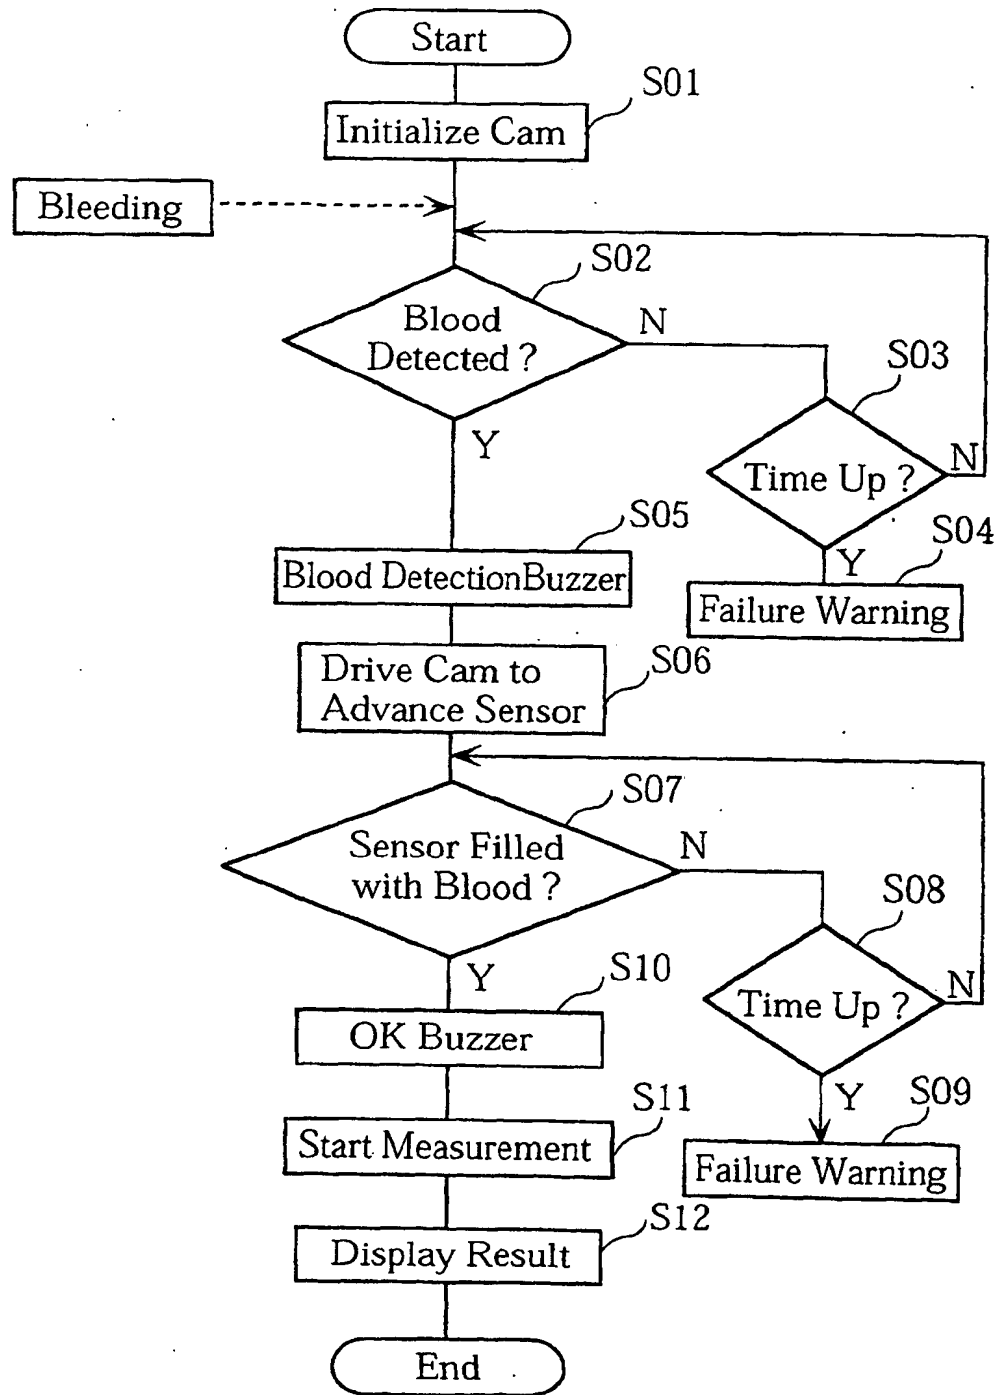 Start
S01
Initialize Cam
Bleeding
S02
Blood
Detected ?
N
S03
Time Up ?
N
Y
Y
S04
Failure Warning
S05
Blood DetectionBuzzer
S06
Drive Cam to
Advance Sensor
S07
Sensor Filled
with Blood ?
N
S08
Time Up ?
N
Y
Y
S09
Failure Warning
S10
OK Buzzer
S11
Start Measurement
S12
Display Result
End